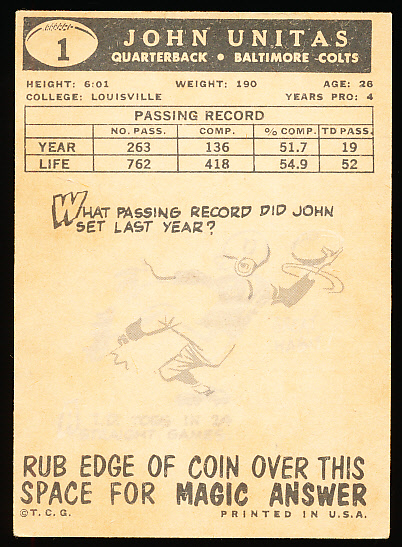 1
JOHN UNITAS
QUARTERBACK • BALTIMORE COLTS
HEIGHT: 6:01 WEIGHT: 190 AGE: 26
COLLEGE: LOUISVILLE YEARS PRO: 4
PASSING RECORD
NO. PASS. COMP. % COMP. TD PASS.
YEAR 263 136 51.7 19
LIFE 762 418 54.9 52
WHAT PASSING RECORD DID JOHN
SET LAST YEAR?
RUB EDGE OF COIN OVER THIS
SPACE FOR MAGIC ANSWER
©T.C.G. PRINTED IN U.S.A.